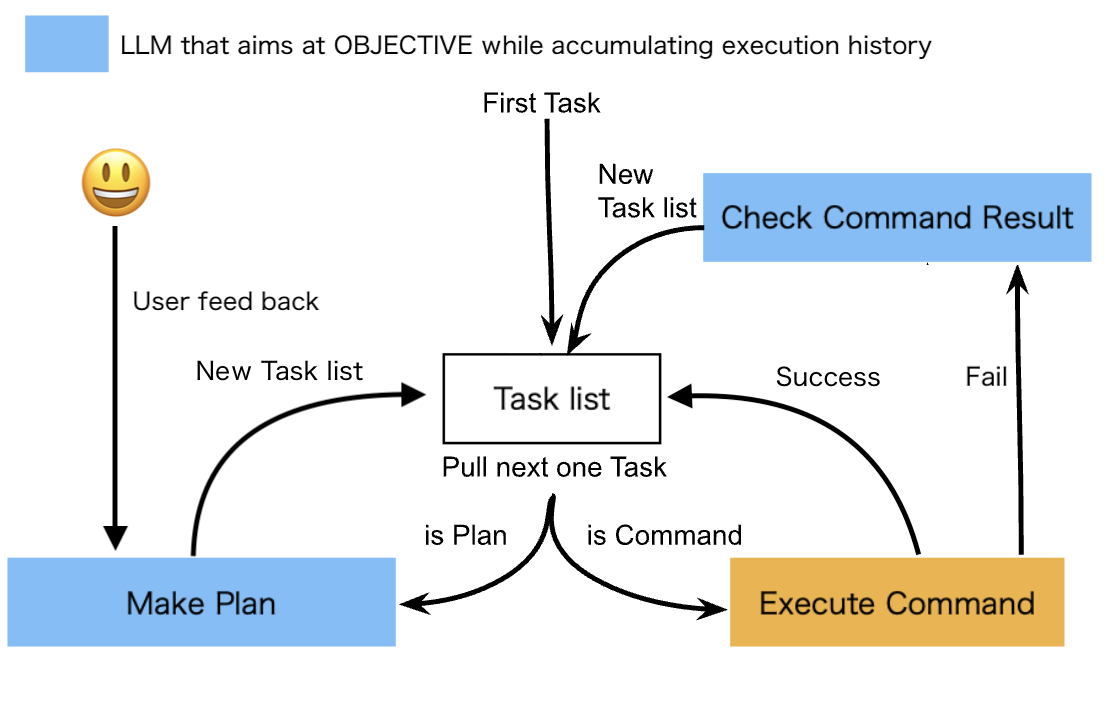 LLM that aims at OBJECTIVE while accumulating execution history
First Task
New
Task list
Check Command Result
User feed back
New Task list
Task list
Success
Fail
Pull next one Task
is Plan
is Command
Make Plan
Execute Command